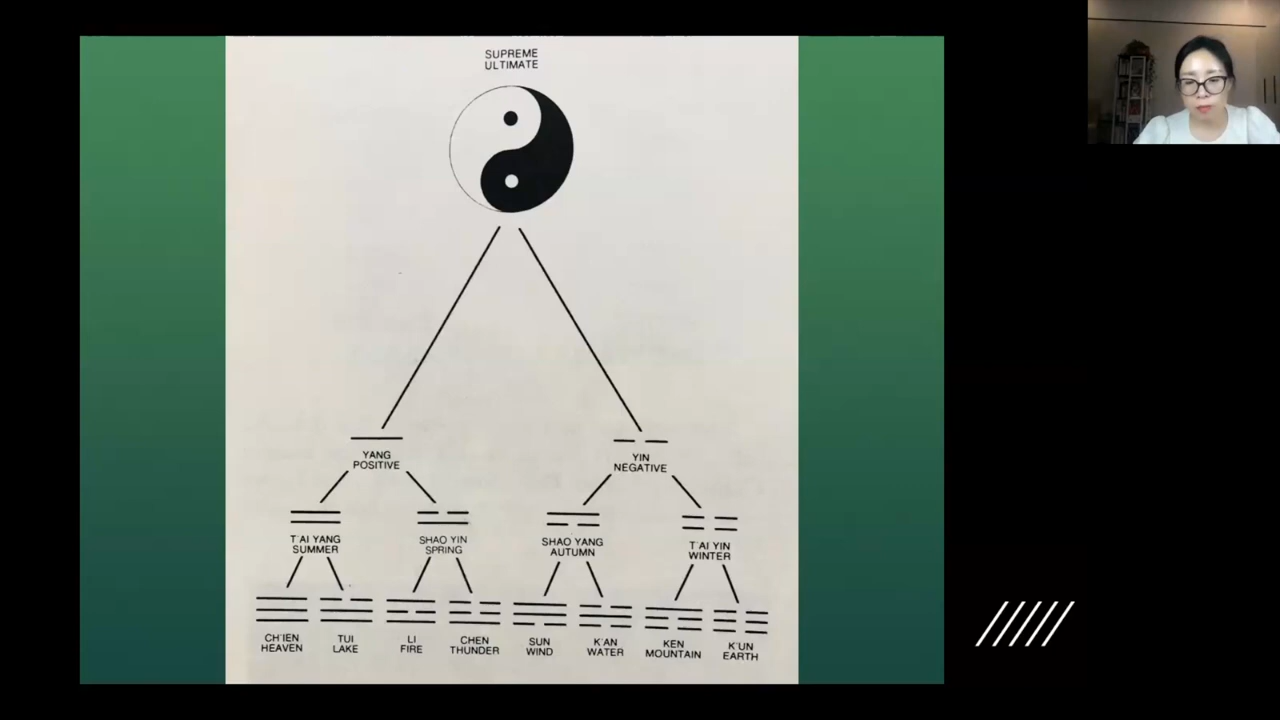 SUPREME
ULTIMATE
YANG
POSITIVE
YIN
NEGATIVE
T'AI YANG
SUMMER
SHAO YIN
SPRING
SHAO YANG
AUTUMN
T'AI YIN
WINTER
CH'IEN
HEAVEN
TUI
LAKE
LI
FIRE
CHEN
THUNDER
SUN
WIND
K'AN
WATER
KEN
MOUNTAIN
K'UN
EARTH